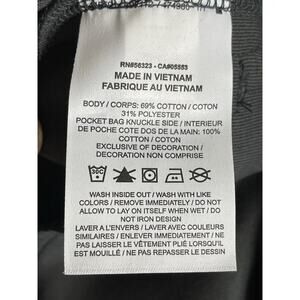 RN#56323 - CA#05553
MADE IN VIETNAM
FABRIQUE AU VIETNAM
BODY / CORPS: 69% COTTON / COTON
31% POLYESTER
POCKET BAG KNUCKLE SIDE / INTERIEUR
DE POCHE COTE DOS DE LA MAIN: 100%
COTTON / COTON
EXCLUSIVE OF DECORATION /
DECORATION NON COMPRISE
30C
WASH INSIDE OUT / WASH WITH LIKE
COLORS / REMOVE IMMEDIATELY / DO NOT
ALLOW TO LAY ON ITSELF WHEN WET / DO
NOT IRON DESIGN
LAVER A L'ENVERS / LAVER AVEC COULEURS
SIMILAIRES / ENLEVER IMMEDIATEMENT / NE
PAS LAISSER LE VÊTEMENT PLIÉ LORSQU'IL
EST MOUILLÉ / NE PAS REPASSER LE DESSIN